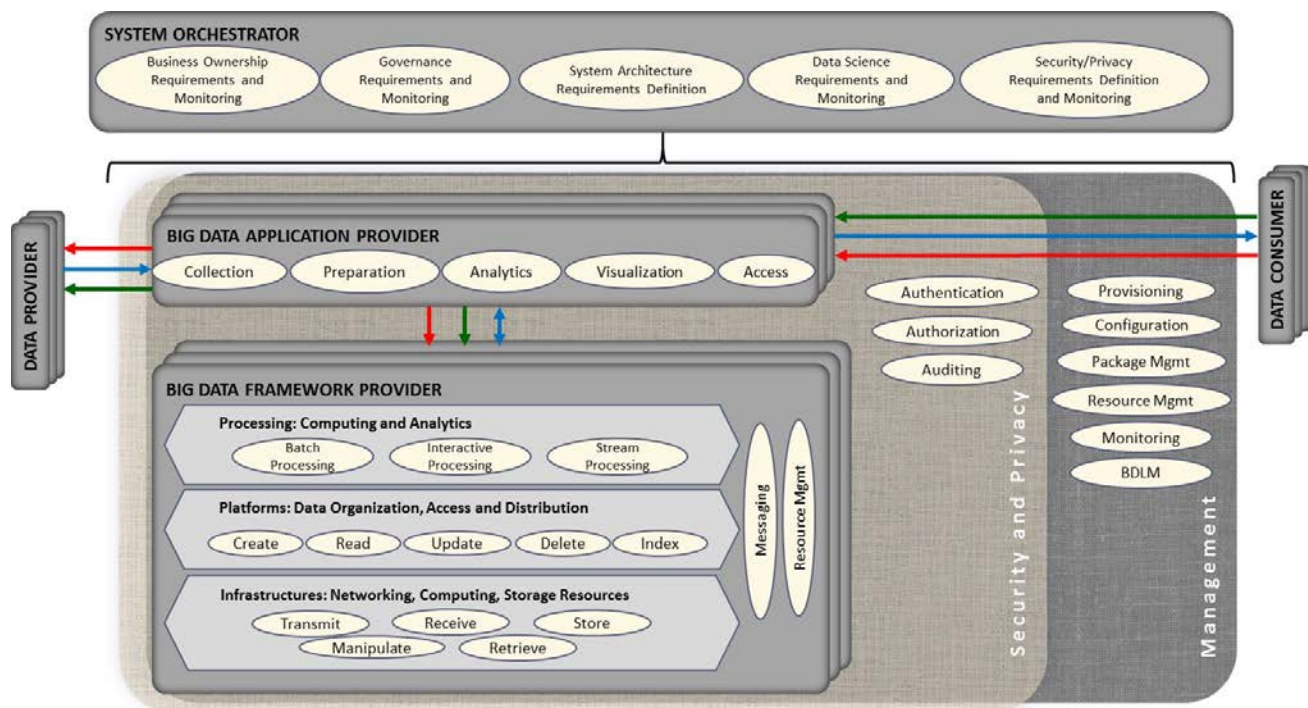 SYSTEM ORCHESTRATOR
Business Ownership
Requirements and
Monitoring
Governance
Requirements and
Monitoring
System Architecture
Requirements Definition
Data Science
Requirements and
Monitoring
Security/Privacy
Requirements Definition
and Monitoring
DATA PROVIDER
BIG DATA APPLICATION PROVIDER
Collection
Preparation
Analytics
Visualization
Access
DATA CONSUMER
BIG DATA FRAMEWORK PROVIDER
Processing: Computing and Analytics
Batch
Processing
Interactive
Processing
Stream
Processing
Platforms: Data Organization, Access and Distribution
Create
Read
Update
Delete
Index
Infrastructures: Networking, Computing, Storage Resources
Transmit
Receive
Store
Manipulate
Retrieve
Messaging
Resource Mgmt
Authentication
Authorization
Auditing
Security and Privacy
Provisioning
Configuration
Package Mgmt
Resource Mgmt
Monitoring
BDLM
Management